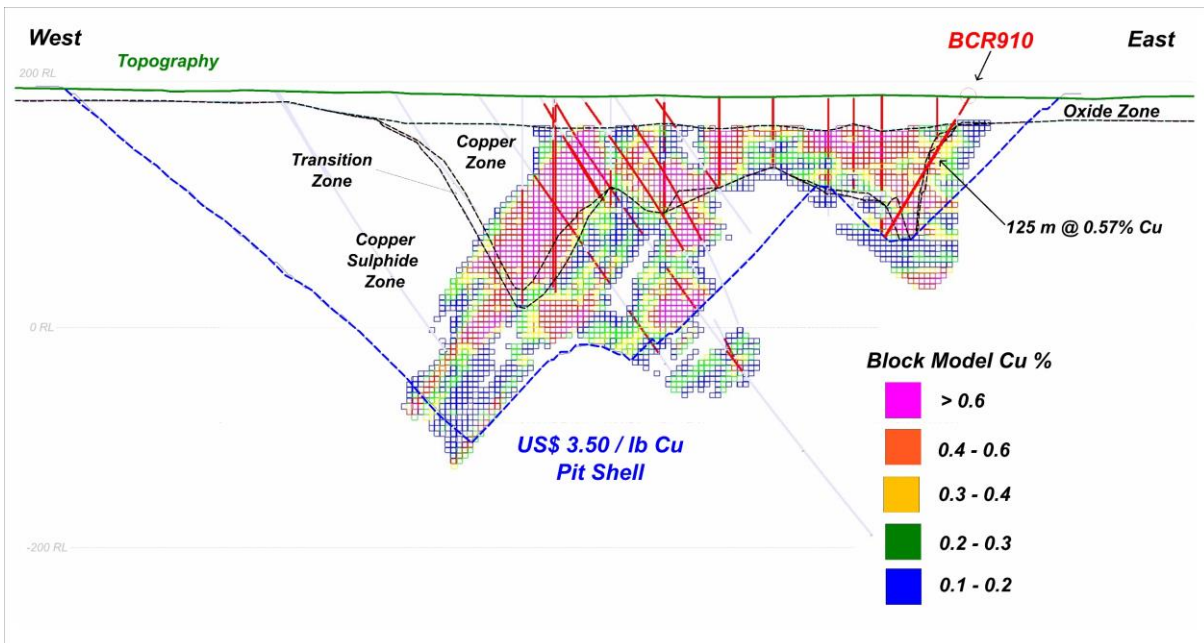 West
Topography
BCR910
East
200 RL
Oxide Zone
Copper
Zone
Transition
Zone
125 m @ 0.57% Cu
Copper
Sulphide
Zone
0 RL
Block Model Cu %
> 0.6
0.4 - 0.6
0.3 - 0.4
0.2 - 0.3
0.1 - 0.2
US$ 3.50 / lb Cu
Pit Shell
-200 RL